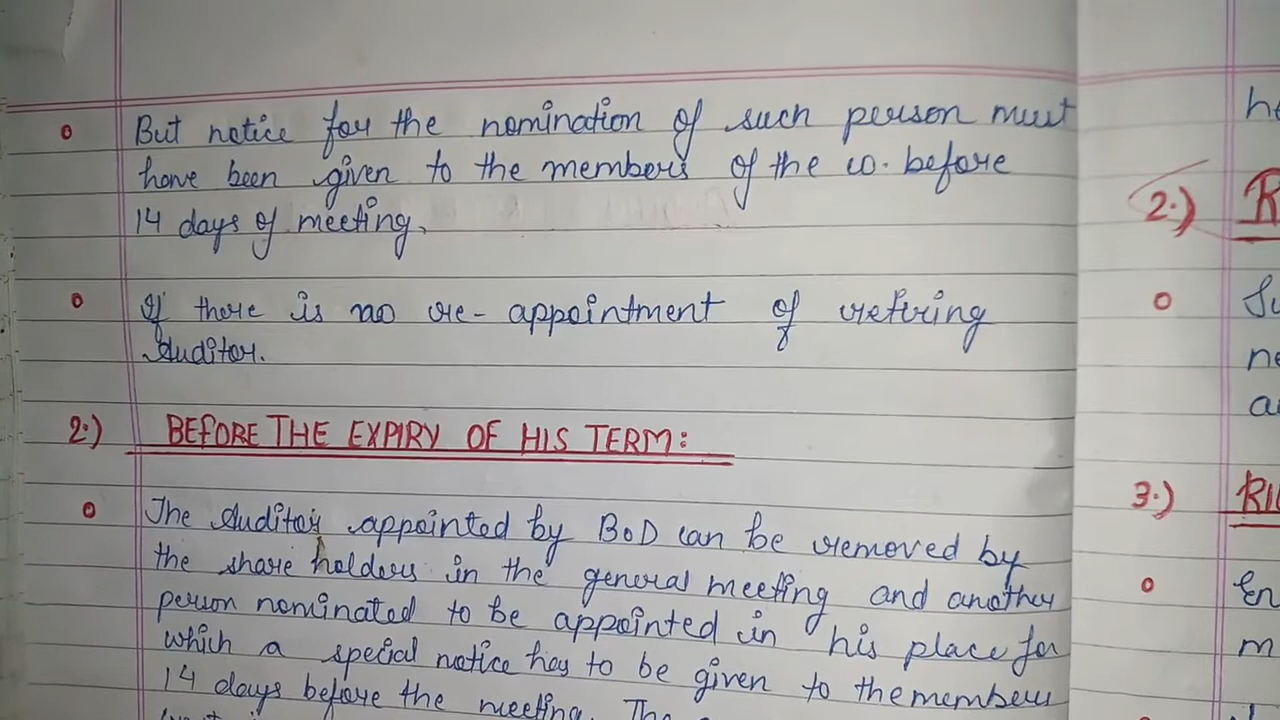 But notice for the nomination of such person must
have been given to the members of the co. before
14 days of meeting.
If there is no re-appointment of retiring
Auditor.
2.) BEFORE THE EXPIRY OF HIS TERM:
The Auditor appointed by BoD can be removed by
the share holders in the general meeting and another
person nominated to be appointed in his place for
which a special notice has to be given to the members
14 days before the meeting. The
2.) R
3.)